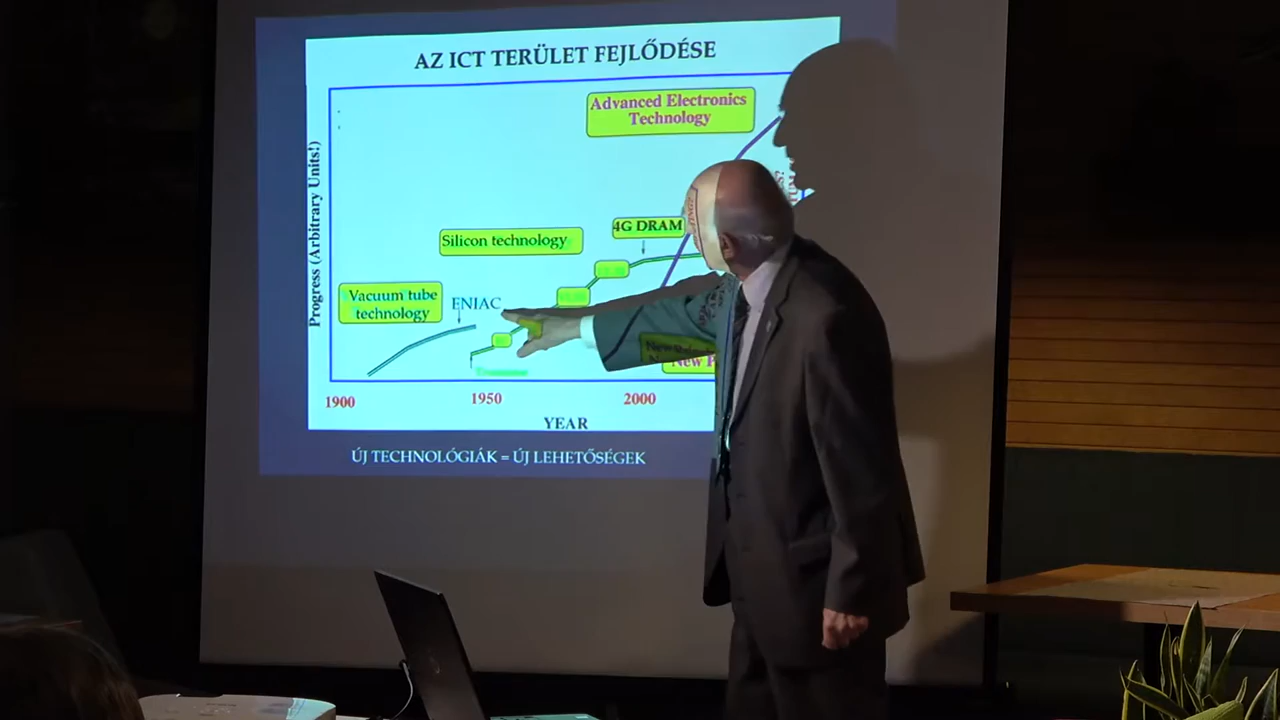 AZ ICT TERÜLET FEJLŐDÉSE
Advanced Electronics
Technology
Progress (Arbitrary Units!)
4G DRAM
Silicon technology
Vacuum tube
technology
ENIAC
New
1900
1950
2000
YEAR
ÚJ TECHNOLÓGIÁK = ÚJ LEHETŐSÉGEK